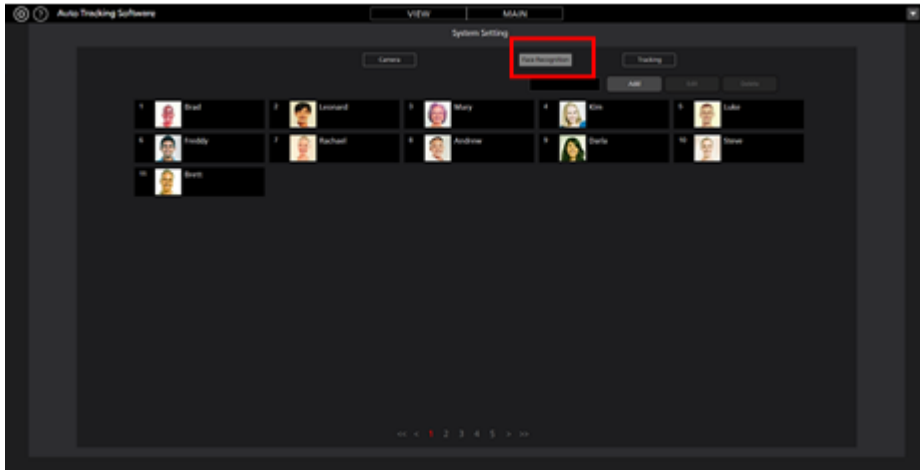 Auto Tracking Software VIEW MAIN
System Setting
Camera Face Recognition Tracking
Add Edit Delete
1 Brad 2 Leonard 3 Mary 4 Kim 5 Luke
6 Freddy 7 Rachael 8 Andrew 9 Darla 10 Steve
11 Brett
<< < 1 2 3 4 5 > >>